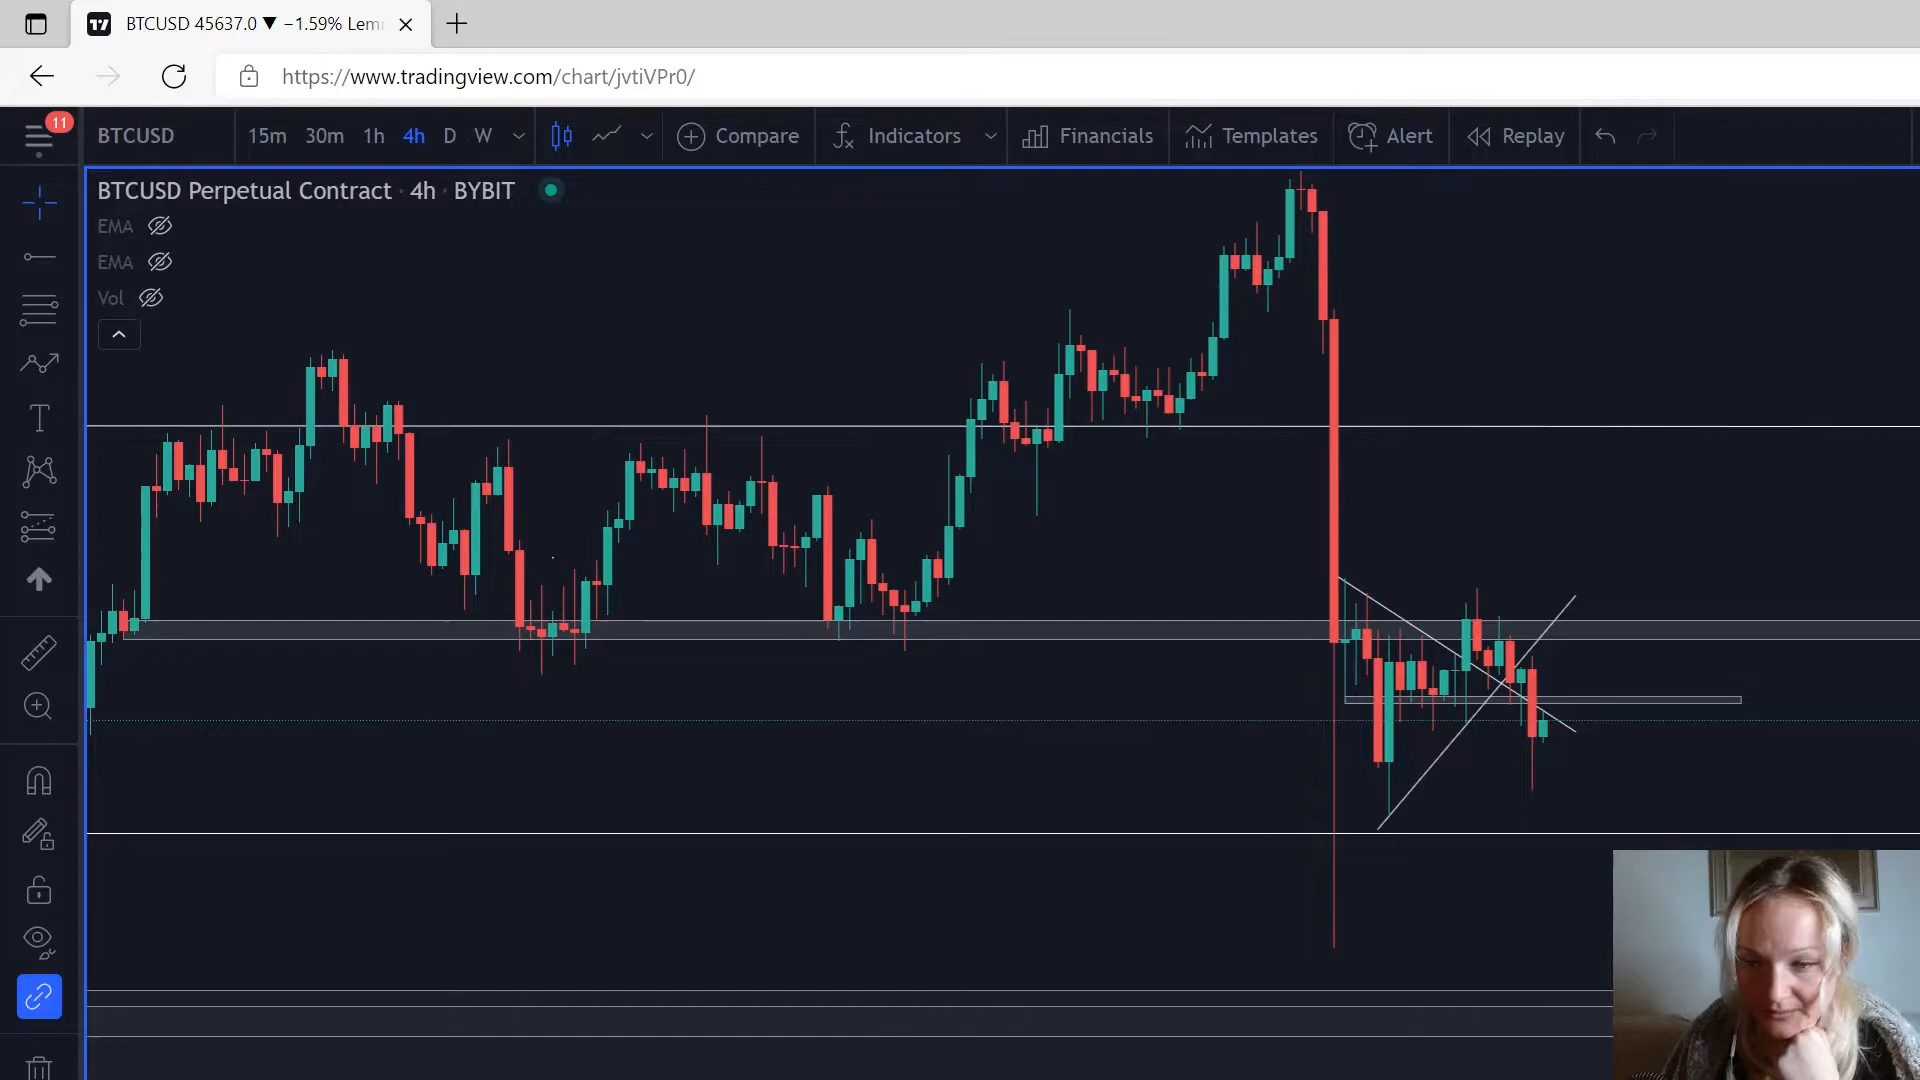 BTCUSD 45637.0 ▼ −1.59% Lem
https://www.tradingview.com/chart/jvtiVPr0/
11
BTCUSD 15m 30m 1h 4h D W Compare Indicators Financials Templates Alert Replay
BTCUSD Perpetual Contract · 4h · BYBIT
EMA
EMA
Vol